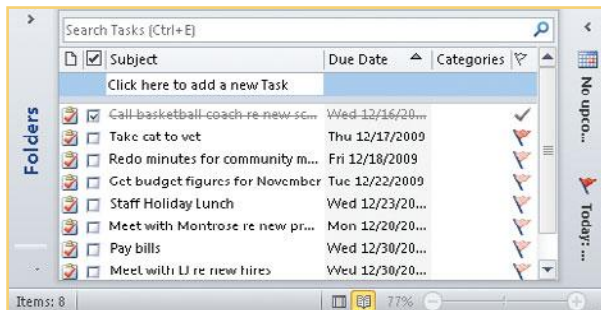 Search Tasks (Ctrl+E)
Subject Due Date Categories
Click here to add a new Task
Call basketball coach re new sc... Wed 12/16/20...
Take cat to vet Thu 12/17/2009
Redo minutes for community m... Fri 12/18/2009
Get budget figures for November Tue 12/22/2009
Staff Holiday Lunch Wed 12/23/20...
Meet with Montrose re new pr... Mon 12/28/20...
Pay bills Wed 12/30/20...
Meet with LJ re new hires Wed 12/30/20...
Folders
No upco...
Today: ...
Items: 8 77%